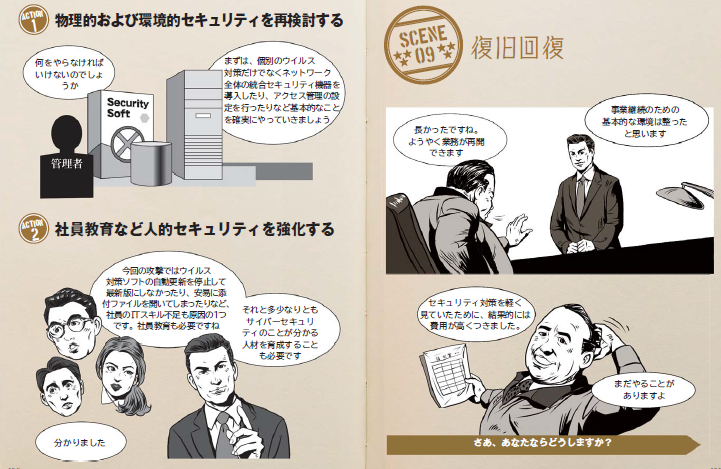 ACTION
1
物理的および環境的セキュリティを再検討する
何をやらなければ
いけないのでしょ
うか
まずは、個別のウイルス
対策だけでなくネットワーク
全体の統合セキュリティ機器を
導入したり、アクセス管理の設
定を行ったりなど基本的なこと
を確実にやっていきましょう
Security
Soft
管理者
ACTION
2
社員教育など人的セキュリティを強化する
今回の攻撃ではウイルス
対策ソフトの自動更新を停止して
最新版にしなかったり、安易に添
付ファイルを開いてしまったりなど、
社員のITスキル不足も原因の1つ
です。社員教育も必要ですね
それと多少なりとも
サイバーセキュリ
ティのことが分かる
人材を育成すること
も必要です
分かりました
SCENE
09
復旧回復
長かったですね。
ようやく業務が再開
できます
事業継続のための
基本的な環境は整った
と思います
セキュリティ対策を軽く
見ていたために、結果的には
費用が高くつきました。
まだやることが
ありますよ
さあ、あなたならどうしますか？